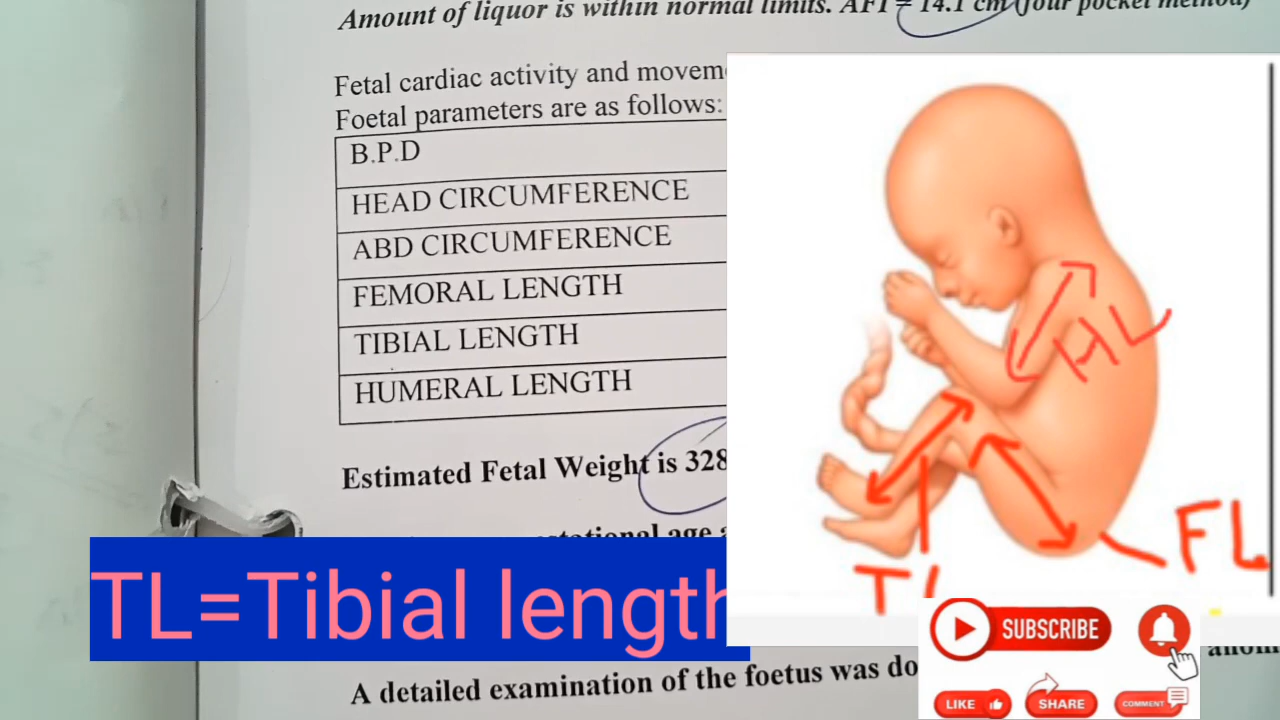 Amount of liquor is within normal limits. AFI = 14.1 cm (four pocket method)
Fetal cardiac activity and movem
Foetal parameters are as follows:
B.P.D
HEAD CIRCUMFERENCE
ABD CIRCUMFERENCE
FEMORAL LENGTH
TIBIAL LENGTH
HUMERAL LENGTH
Estimated Fetal Weight is 328
HL
FL
TL
TL=Tibial length
A detailed examination of the foetus was do
SUBSCRIBE
LIKE
SHARE
COMMENT